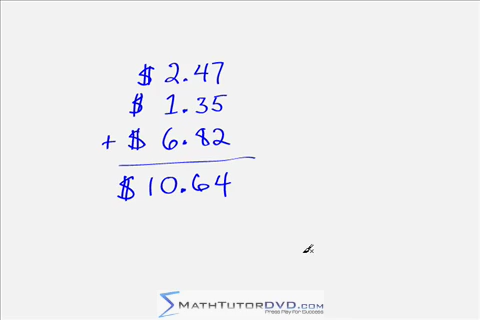 $ 2.47
$ 1.35
+ $ 6.82
$ 10.64
MATHTUTORDVD.COM
Press Play For Success